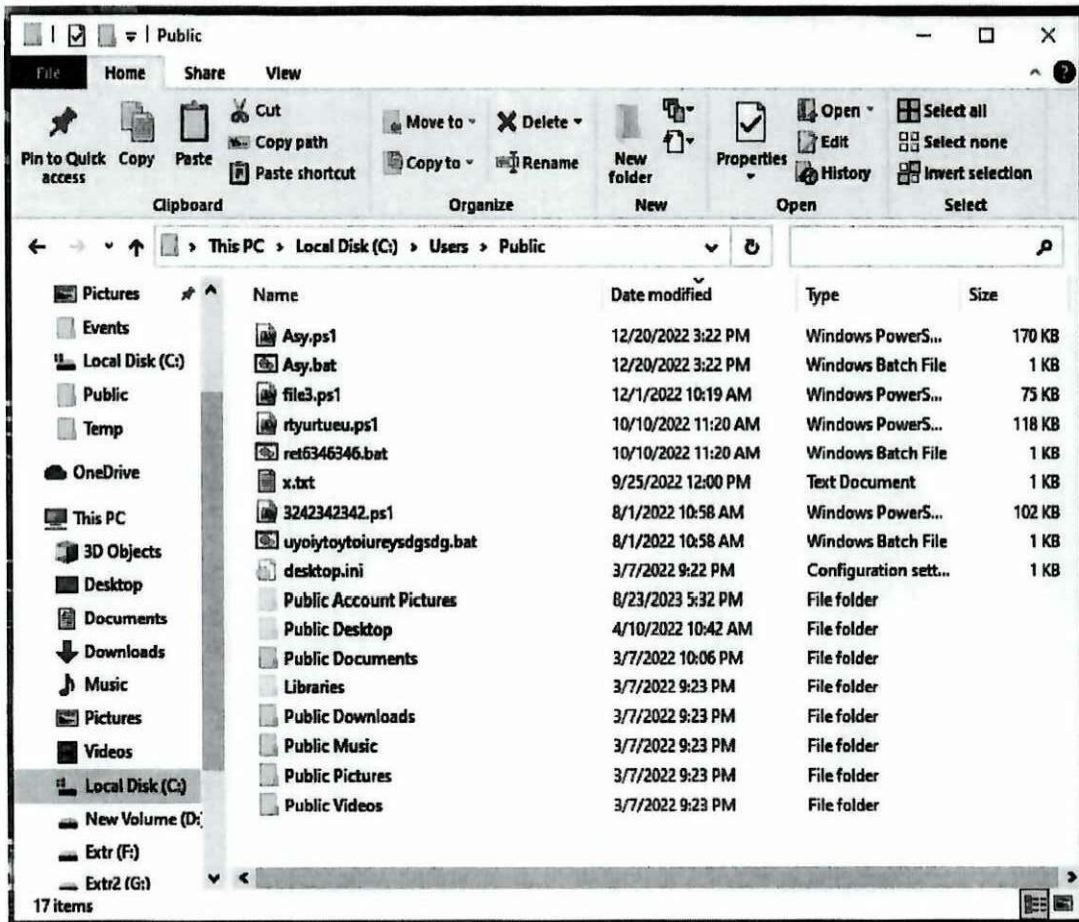 Public
File Home Share View
Pin to Quick access
Copy
Paste
Cut
Copy path
Paste shortcut
Clipboard
Move to
Copy to
Delete
Rename
Organize
New folder
New
Properties
Open
Edit
History
Open
Select all
Select none
Invert selection
Select
This PC > Local Disk (C:) > Users > Public
Pictures
Events
Local Disk (C:)
Public
Temp
OneDrive
This PC
3D Objects
Desktop
Documents
Downloads
Music
Pictures
Videos
Local Disk (C:)
New Volume (D:
Extr (F:)
Extr2 (G:)
Name Date modified Type Size
Asy.ps1 12/20/2022 3:22 PM Windows PowerS... 170 KB
Asy.bat 12/20/2022 3:22 PM Windows Batch File 1 KB
file3.ps1 12/1/2022 10:19 AM Windows PowerS... 75 KB
rtyurtueu.ps1 10/10/2022 11:20 AM Windows PowerS... 118 KB
ret6346346.bat 10/10/2022 11:20 AM Windows Batch File 1 KB
x.txt 9/25/2022 12:00 PM Text Document 1 KB
3242342342.ps1 8/1/2022 10:58 AM Windows PowerS... 102 KB
uyoiytoytoiureysdgsdg.bat 8/1/2022 10:58 AM Windows Batch File 1 KB
desktop.ini 3/7/2022 9:22 PM Configuration sett... 1 KB
Public Account Pictures 8/23/2023 5:32 PM File folder
Public Desktop 4/10/2022 10:42 AM File folder
Public Documents 3/7/2022 10:06 PM File folder
Libraries 3/7/2022 9:23 PM File folder
Public Downloads 3/7/2022 9:23 PM File folder
Public Music 3/7/2022 9:23 PM File folder
Public Pictures 3/7/2022 9:23 PM File folder
Public Videos 3/7/2022 9:23 PM File folder
17 items